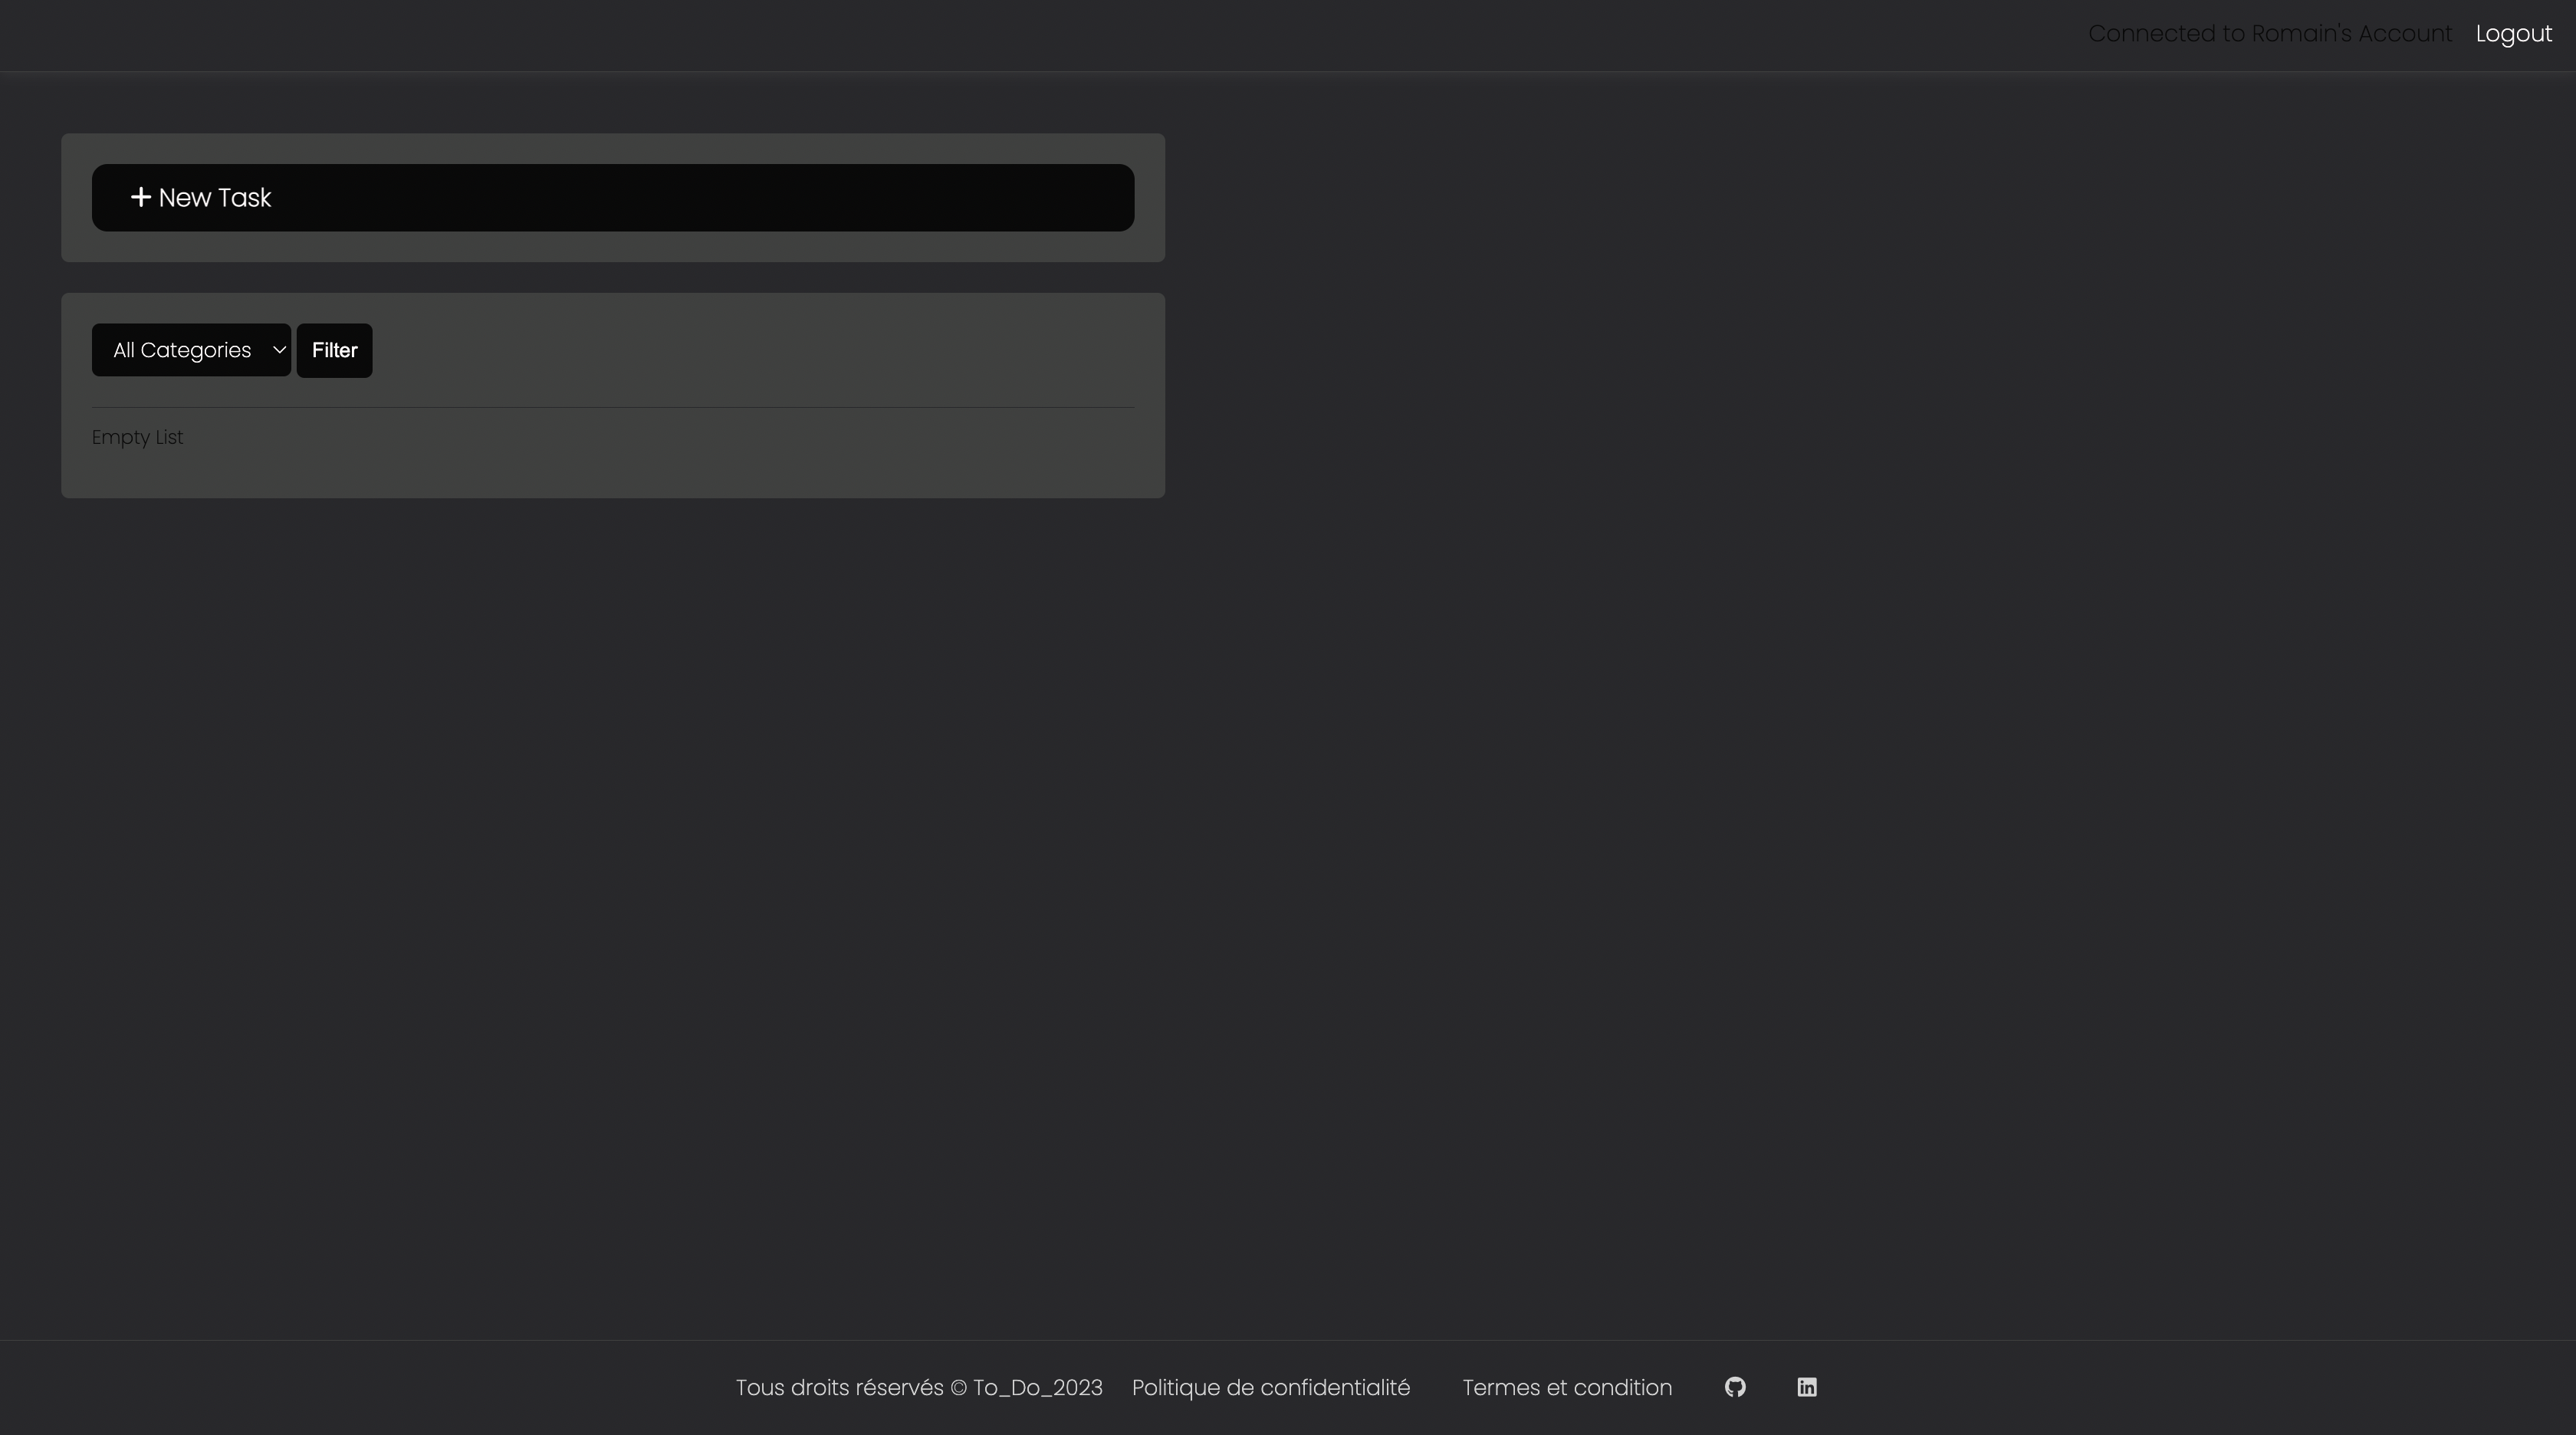 Connected to Romain's Account Logout
New Task
All Categories Filter
Empty List
Tous droits réservés © To_Do_2023 Politique de confidentialité Termes et condition